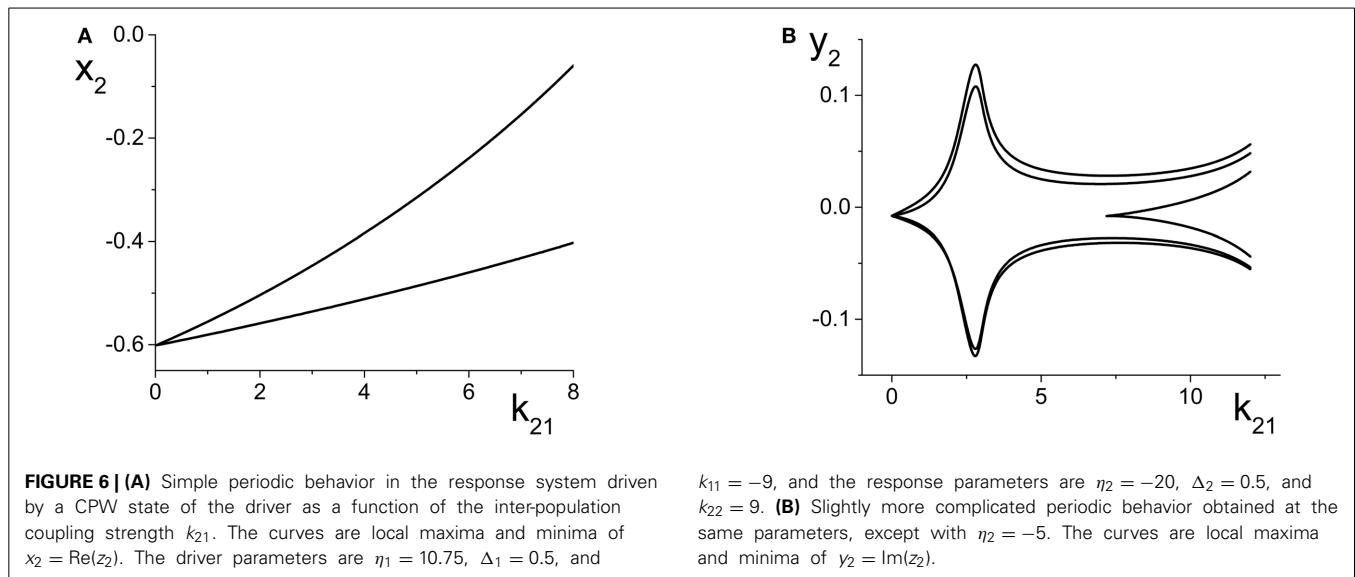 A
x2
0.0
-0.2
-0.4
-0.6
0
2
4
6
8
k21
B
y2
0.1
0.0
-0.1
0
5
10
k21
FIGURE 6 | (A) Simple periodic behavior in the response system driven
by a CPW state of the driver as a function of the inter-population
coupling strength k21. The curves are local maxima and minima of
x2 = Re(z2). The driver parameters are η1 = 10.75, Δ1 = 0.5, and
k11 = −9, and the response parameters are η2 = −20, Δ2 = 0.5, and
k22 = 9. (B) Slightly more complicated periodic behavior obtained at the
same parameters, except with η2 = −5. The curves are local maxima
and minima of y2 = Im(z2).